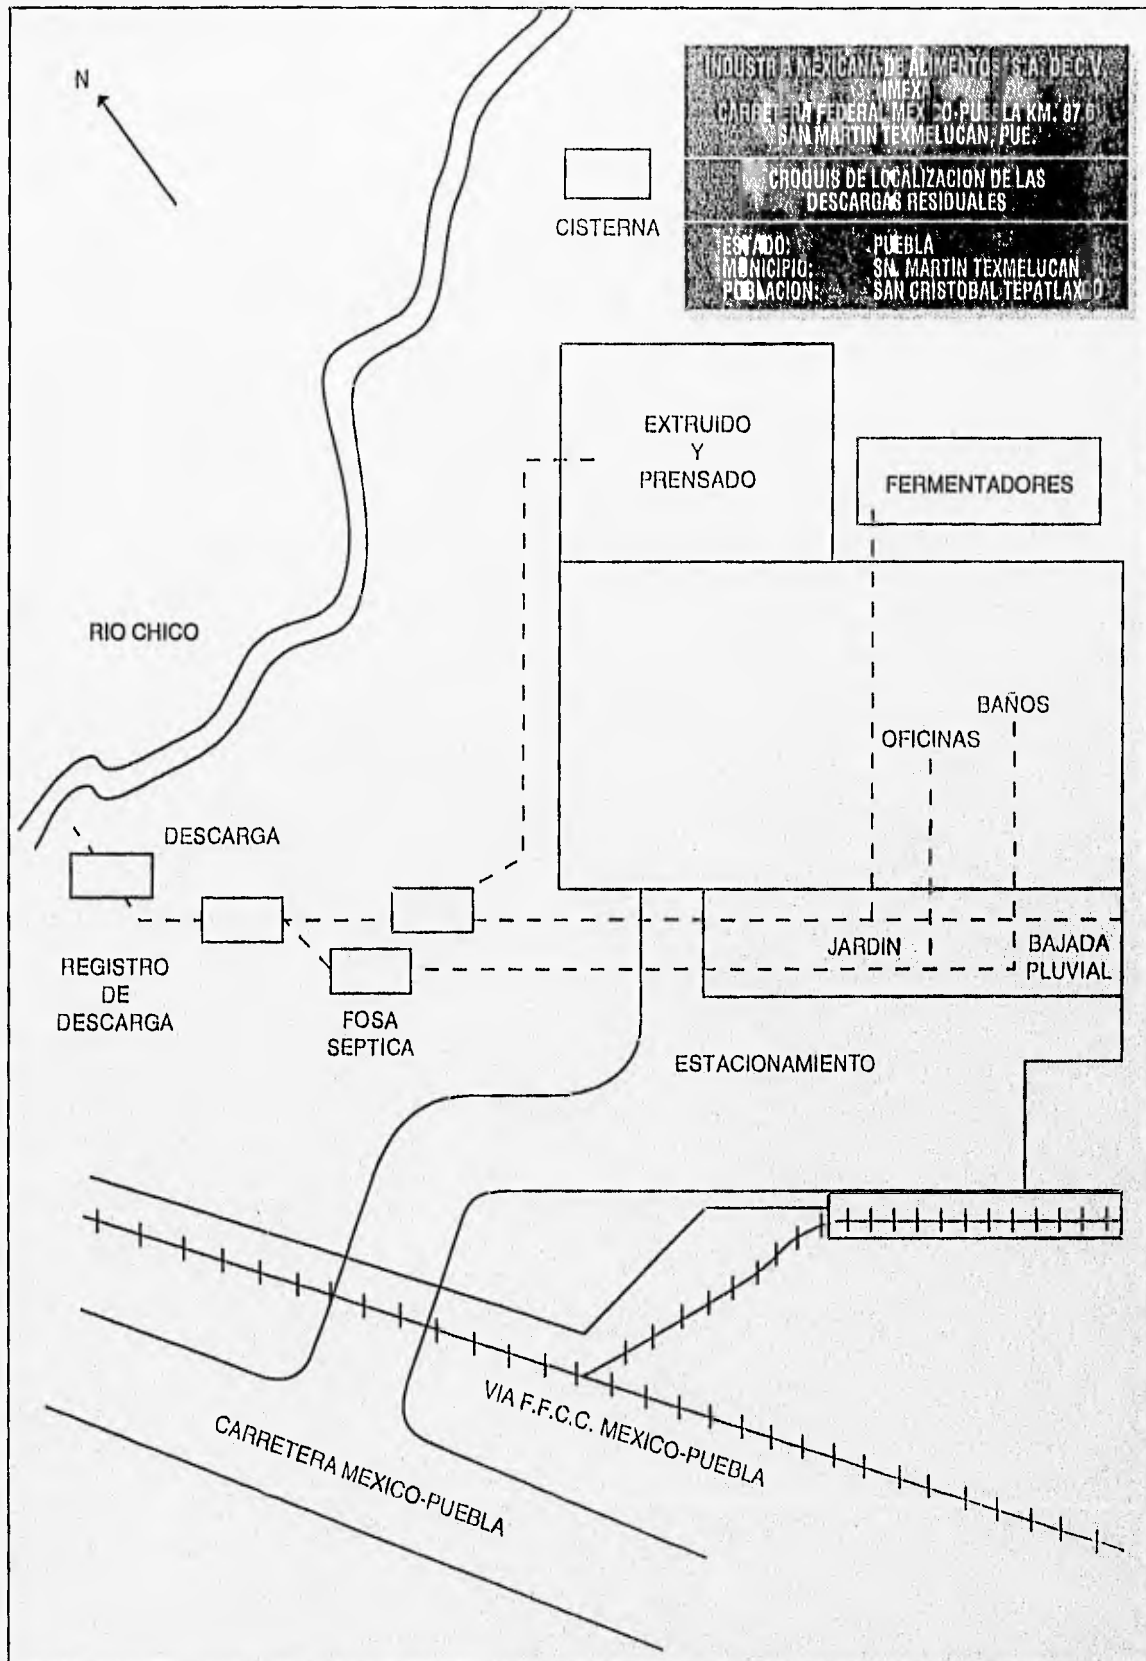 N
INDUSTRIA MEXICANA DE ALIMENTOS S.A. DE C.V.
IMEXA
CARRETERA FEDERAL MEXICO-PUEBLA KM. 87.6
SAN MARTIN TEXMELUCAN, PUE.
CROQUIS DE LOCALIZACION DE LAS
DESCARGAS RESIDUALES
ESTADO: PUEBLA
MUNICIPIO: SN. MARTIN TEXMELUCAN
POBLACION: SAN CRISTOBAL TEPATLAXCO
CISTERNA
EXTRUIDO
Y
PRENSADO
FERMENTADORES
RIO CHICO
BAÑOS
OFICINAS
DESCARGA
JARDIN
BAJADA
PLUVIAL
REGISTRO
DE
DESCARGA
FOSA
SEPTICA
ESTACIONAMIENTO
VIA F.F.C.C. MEXICO-PUEBLA
CARRETERA MEXICO-PUEBLA